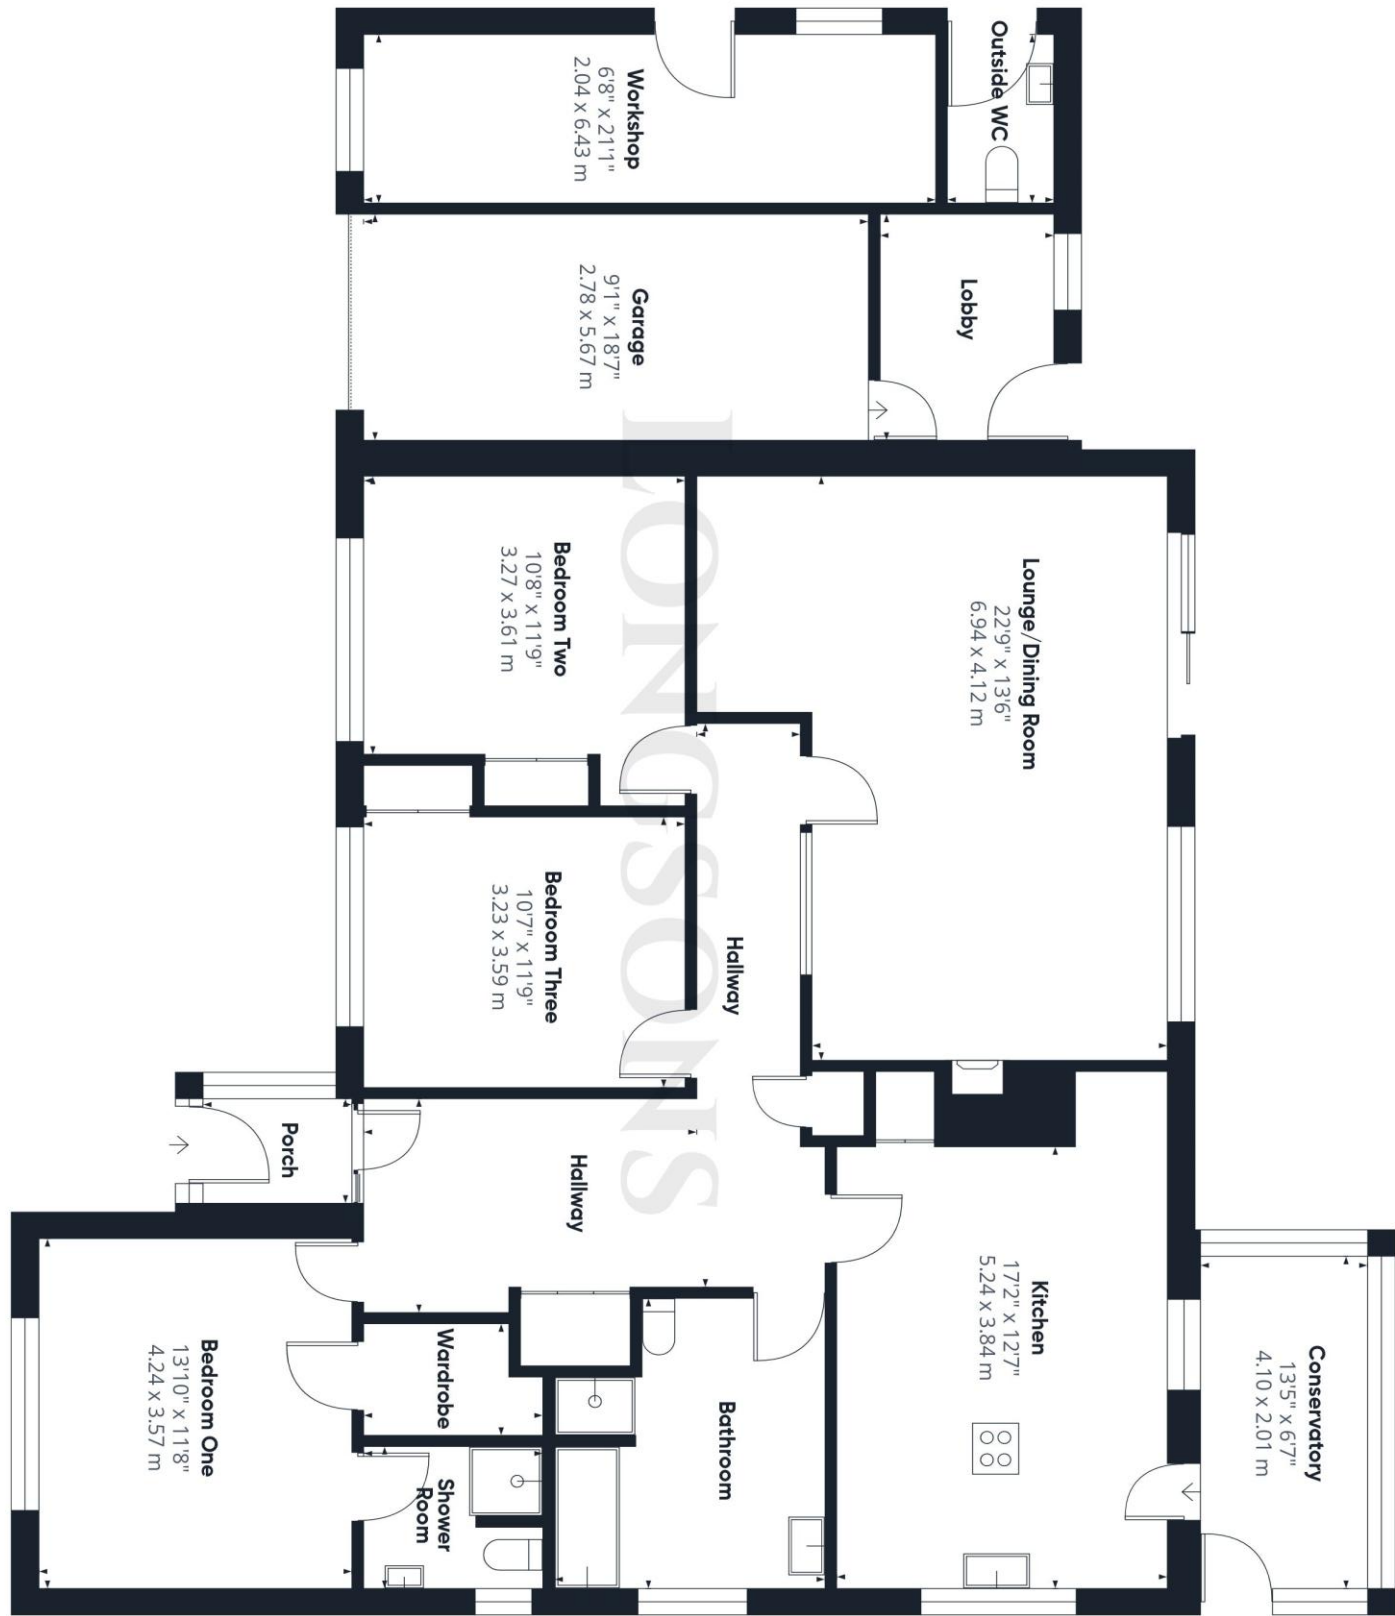 Outside WC
Workshop
6'8" x 21'1"
2.04 x 6.43 m
Lobby
Garage
9'1" x 18'7"
2.78 x 5.67 m
LONGSONS
Lounge/Dining Room
22'9" x 13'6"
6.94 x 4.12 m
Bedroom Two
10'8" x 11'9"
3.27 x 3.61 m
Bedroom Three
10'7" x 11'9"
3.23 x 3.59 m
Hallway
Porch
Hallway
Kitchen
17'2" x 12'7"
5.24 x 3.84 m
Conservatory
13'5" x 6'7"
4.10 x 2.01 m
Wardrobe
Bedroom One
13'10" x 11'8"
4.24 x 3.57 m
Bathroom
Shower
Room